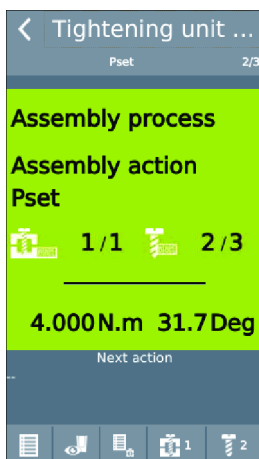 Tightening unit ...
Pset 2/3
Assembly process
Assembly action
Pset
1/1 2/3
4.000 N.m 31.7 Deg
Next action
--
1 2